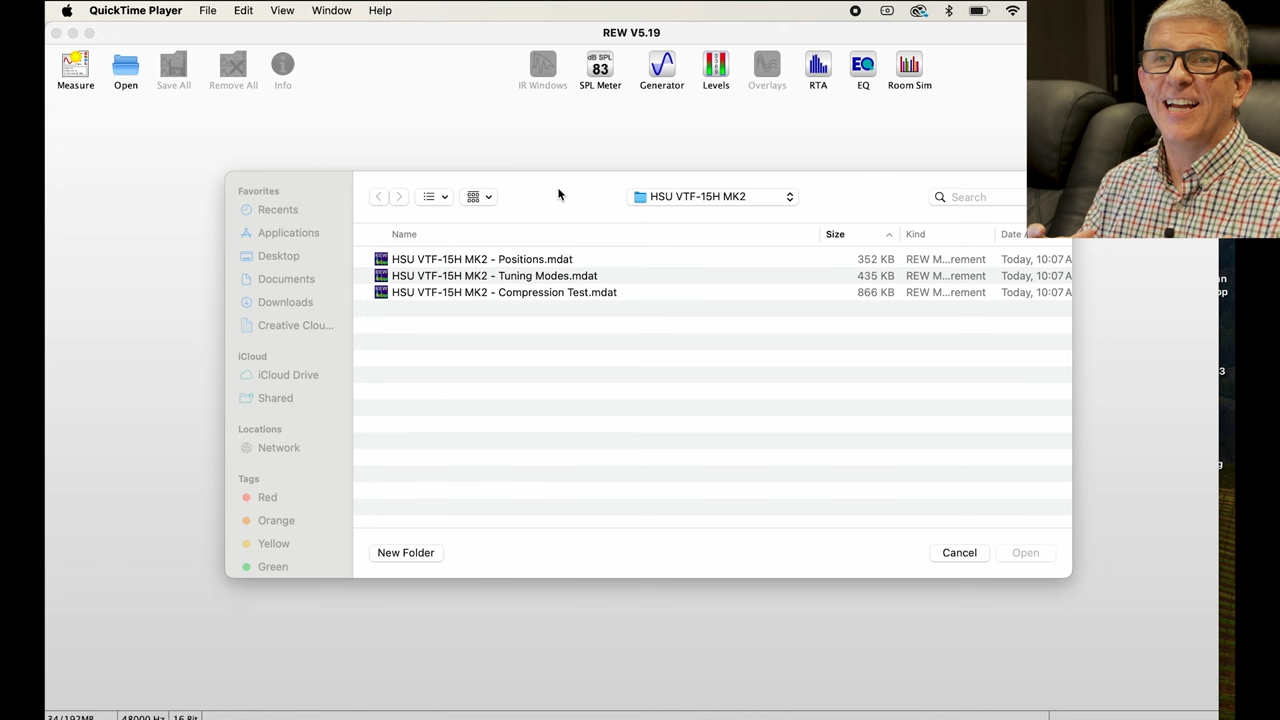 QuickTime Player File Edit View Window Help
REW V5.19
dB SPL
83
EQ
Measure Open Save All Remove All Info IR Windows SPL Meter Generator Levels Overlays RTA EQ Room Sim
Favorites
Recents
Applications
Desktop
Documents
Downloads
Creative Clou...
iCloud
iCloud Drive
Shared
Locations
Network
Tags
Red
Orange
Yellow
Green
HSU VTF-15H MK2
Search
Name Size Kind Date A
HSU VTF-15H MK2 - Positions.mdat 352 KB REW M...rement Today, 10:07 A
HSU VTF-15H MK2 - Tuning Modes.mdat 435 KB REW M...rement Today, 10:07 A
HSU VTF-15H MK2 - Compression Test.mdat 866 KB REW M...rement Today, 10:07 A
New Folder Cancel Open
3
g
34/192MB 48000 Hz 16 Bit